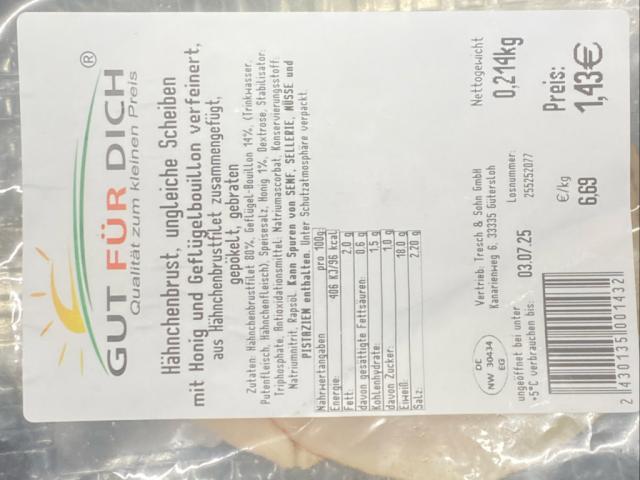 GUT FÜR DICH ®
Qualität zum kleinen Preis
Hähnchenbrust, ungleiche Scheiben
mit Honig und Geflügelbouillon verfeinert,
aus Hähnchenbrustfilet zusammengefügt,
gepökelt, gebraten
Zutaten: Hähnchenbrustfilet 80%, Geflügel-Bouillon 14%, (Trinkwasser,
Putenfleisch, Hähnchenfleisch), Speisesalz, Honig 1%, Dextrose, Stabilisator:
Triphosphate, Antioxidationsmittel: Natriumascorbat, Konservierungsstoff:
Natriumnitrit, Rapsöl. Kann Spuren von SENF, SELLERIE, NÜSSE und
PISTAZIEN enthalten. Unter Schutzatmosphäre verpackt.
Nährwertangaben pro 100g:
Energie: 406 KJ/96 kcal
Fett: 2,0 g
davon gesättigte Fettsäuren: 0,6 g
Kohlenhydrate: 1,5 g
davon Zucker: 1,0 g
Eiweiß: 18,0 g
Salz: 2,20 g
DE
NW 30434
EG
Vertrieb: Tresch & Sohn GmbH
Kanarienweg 6, 33335 Gütersloh
Nettogewicht
0,214kg
ungeöffnet bei unter
+5°C verbrauchen bis:
03.07.25
Losnummer:
255252077
€/kg
6,69
Preis:
1,43€
2 430135 001432